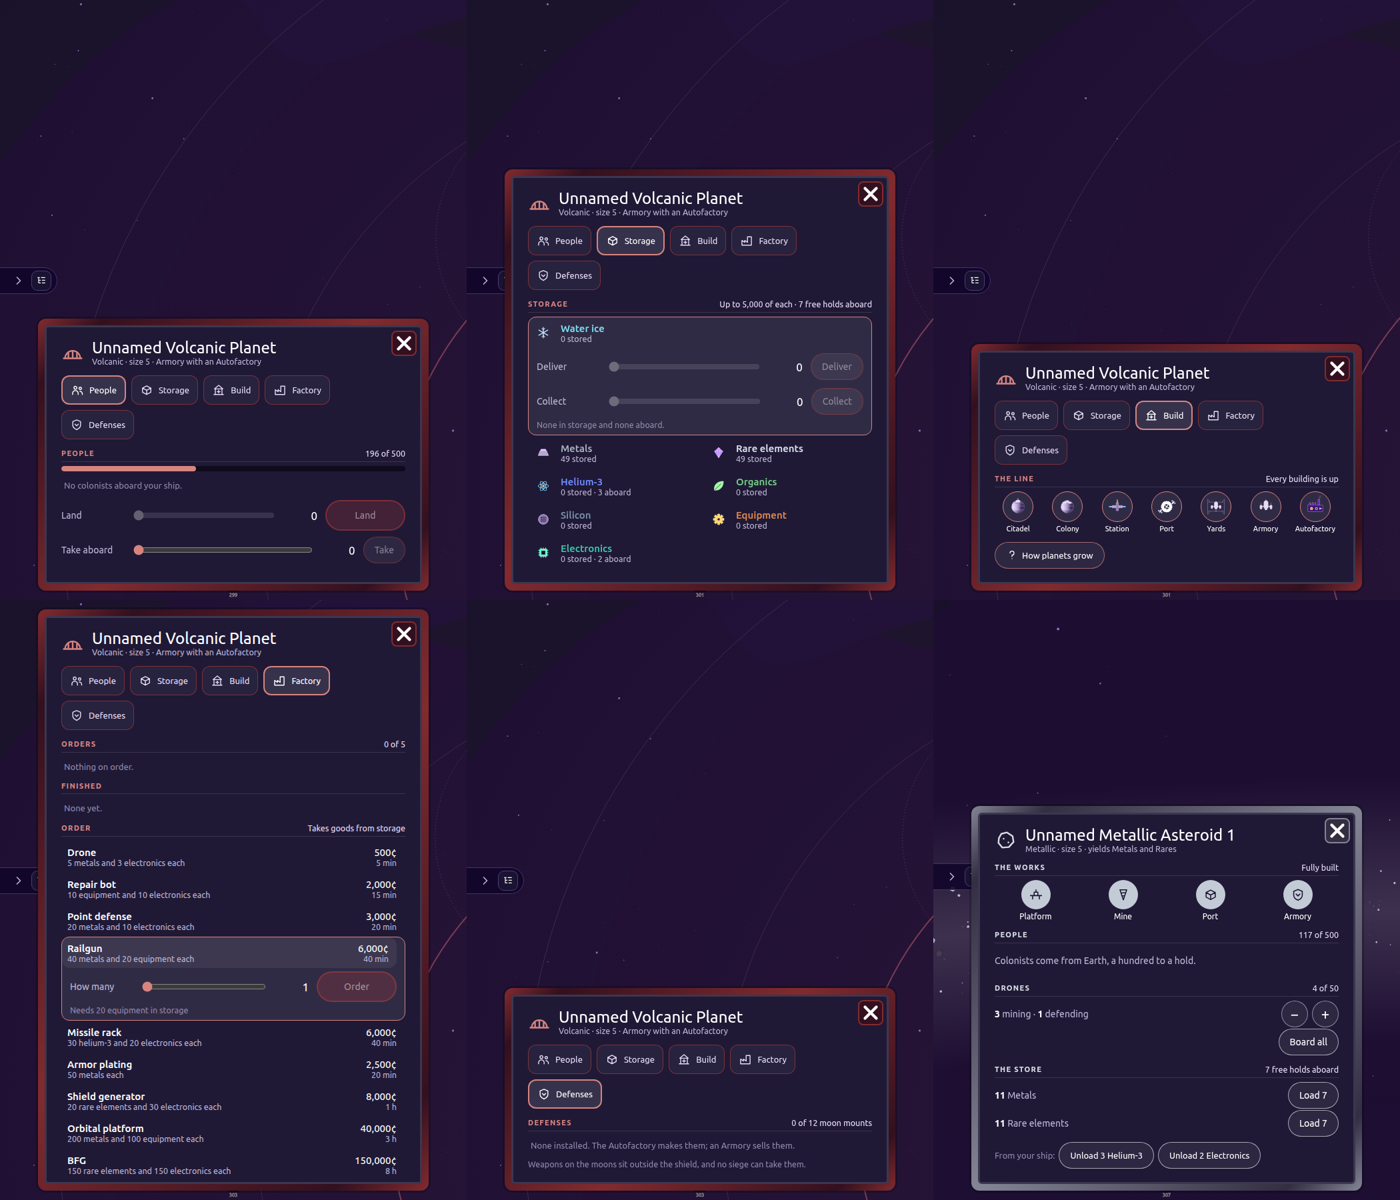 Unnamed Volcanic Planet
Volcanic · size 5 · Armory with an Autofactory
People
Storage
Build
Factory
Defenses
PEOPLE
196 of 500
No colonists aboard your ship.
Land
0
Land
Take aboard
0
Take
299
Unnamed Volcanic Planet
Volcanic · size 5 · Armory with an Autofactory
People
Storage
Build
Factory
Defenses
STORAGE
Up to 5,000 of each · 7 free holds aboard
Water ice
0 stored
Deliver
0
Deliver
Collect
0
Collect
None in storage and none aboard.
Metals
49 stored
Rare elements
49 stored
Helium-3
0 stored · 3 aboard
Organics
0 stored
Silicon
0 stored
Equipment
0 stored
Electronics
0 stored · 2 aboard
301
Unnamed Volcanic Planet
Volcanic · size 5 · Armory with an Autofactory
People
Storage
Build
Factory
Defenses
THE LINE
Every building is up
Citadel
Colony
Station
Port
Yards
Armory
Autofactory
? How planets grow
301
Unnamed Volcanic Planet
Volcanic · size 5 · Armory with an Autofactory
People
Storage
Build
Factory
Defenses
ORDERS
0 of 5
Nothing on order.
FINISHED
None yet.
ORDER
Takes goods from storage
Drone
500¢
5 metals and 3 electronics each
5 min
Repair bot
2,000¢
10 equipment and 10 electronics each
15 min
Point defense
3,000¢
20 metals and 10 electronics each
20 min
Railgun
6,000¢
40 metals and 20 equipment each
40 min
How many
1
Order
Needs 20 equipment in storage
Missile rack
6,000¢
30 helium-3 and 20 electronics each
40 min
Armor plating
2,500¢
50 metals each
20 min
Shield generator
8,000¢
20 rare elements and 30 electronics each
1 h
Orbital platform
40,000¢
200 metals and 100 equipment each
3 h
BFG
150,000¢
150 rare elements and 150 electronics each
8 h
303
Unnamed Volcanic Planet
Volcanic · size 5 · Armory with an Autofactory
People
Storage
Build
Factory
Defenses
DEFENSES
0 of 12 moon mounts
None installed. The Autofactory makes them; an Armory sells them.
Weapons on the moons sit outside the shield, and no siege can take them.
303
Unnamed Metallic Asteroid 1
Metallic · size 5 · yields Metals and Rares
THE WORKS
Fully built
Platform
Mine
Port
Armory
PEOPLE
117 of 500
Colonists come from Earth, a hundred to a hold.
DRONES
4 of 50
3 mining · 1 defending
−
+
Board all
THE STORE
7 free holds aboard
11 Metals
Load 7
11 Rare elements
Load 7
From your ship:
Unload 3 Helium-3
Unload 2 Electronics
307